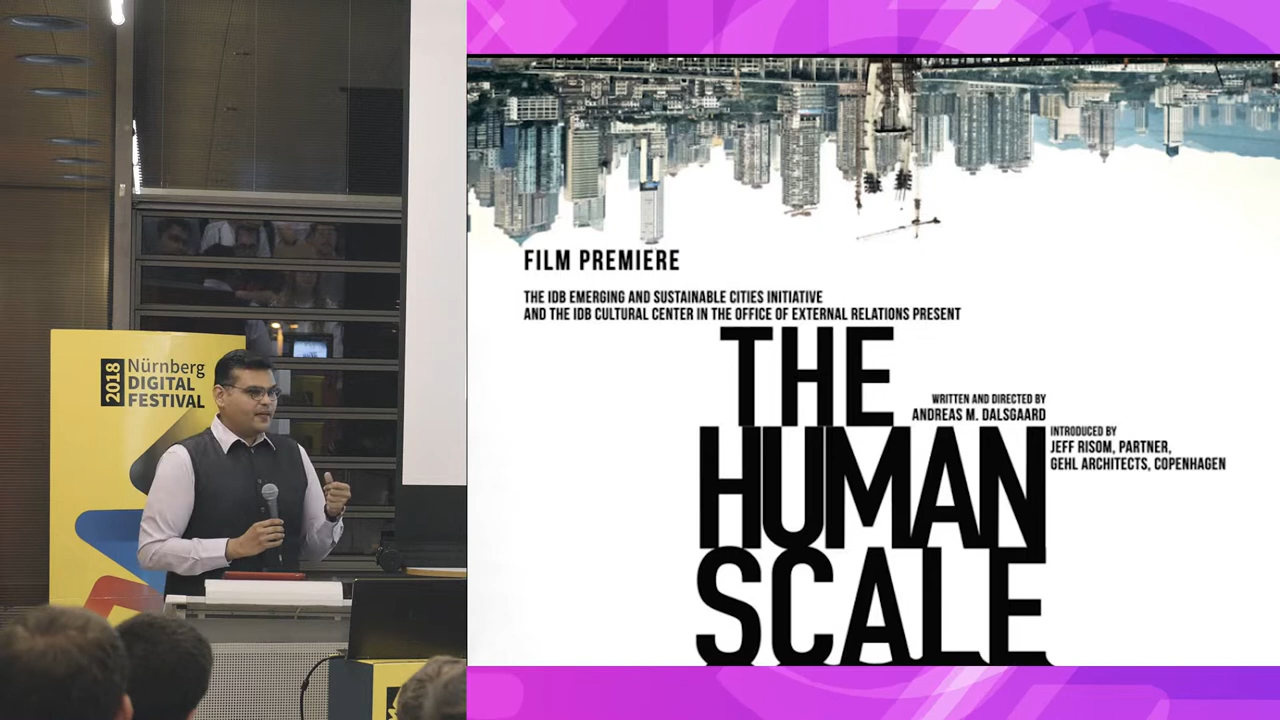 2018
Nürnberg
DIGITAL
FESTIVAL
FILM PREMIERE
THE IDB EMERGING AND SUSTAINABLE CITIES INITIATIVE
AND THE IDB CULTURAL CENTER IN THE OFFICE OF EXTERNAL RELATIONS PRESENT
THE
WRITTEN AND DIRECTED BY
ANDREAS M. DALSGAARD
HUMAN
INTRODUCED BY
JEFF RISOM, PARTNER,
GEHL ARCHITECTS, COPENHAGEN
SCALE